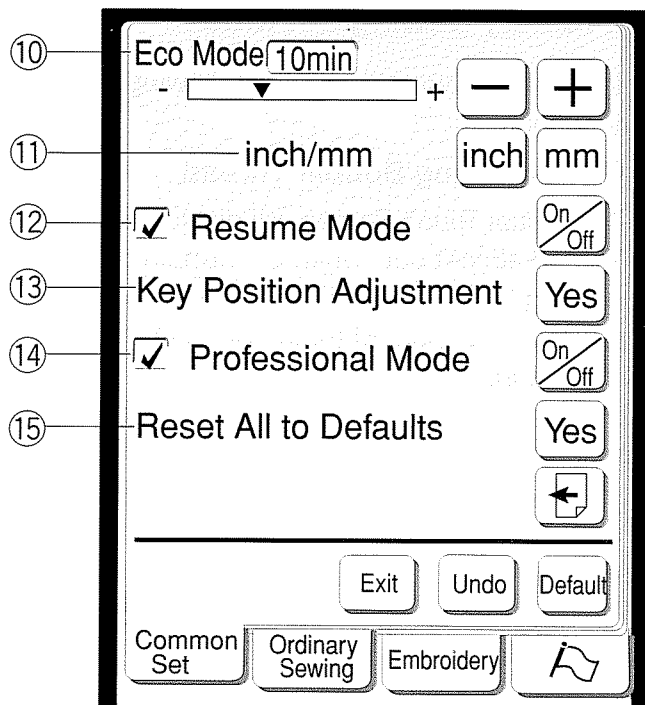 ⑩ Eco Mode 10min
- + − +
⑪ inch/mm inch mm
⑫ Resume Mode On/Off
⑬ Key Position Adjustment Yes
⑭ Professional Mode On/Off
⑮ Reset All to Defaults Yes
Exit Undo Default
Common Set Ordinary Sewing Embroidery